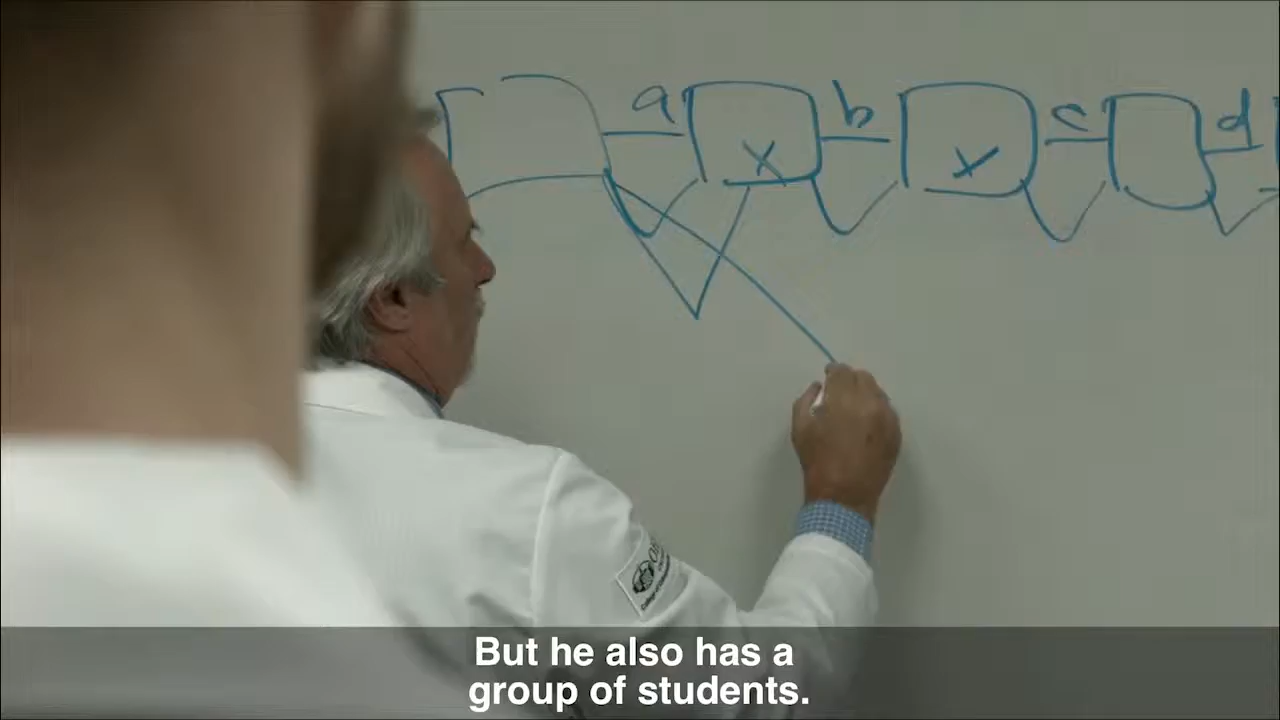 a b c d
x x
But he also has a
group of students.